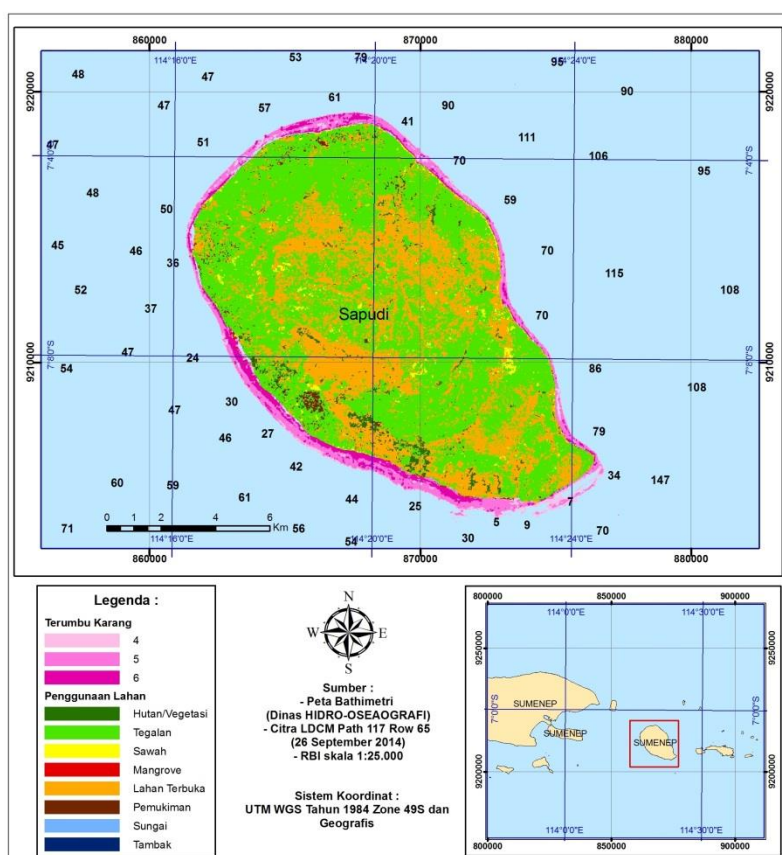 860000 870000 880000
114°16'0"E 114°20'0"E 114°24'0"E
53 79 95
48 47 90
9220000 9220000
47 57 61 90
41
51 111
47 70 106
7°4'0"S 7°4'0"S
95
48 59
50
45 46 70
36 115
52 108
37 70
Sapudi
47 24
9210000 9210000
7°8'0"S 7°8'0"S
54 86
108
30
47
46 27 79
42 34
60 59 147
61 44 25 7
0 1 2 4 6
Km
71 56 5 9 70
54 30
114°16'0"E 114°20'0"E 114°24'0"E
860000 870000 880000
Legenda :
Terumbu Karang
4
5
6
Penggunaan Lahan
Hutan/Vegetasi
Tegalan
Sawah
Mangrove
Lahan Terbuka
Pemukiman
Sungai
Tambak
N
W E
S
Sumber :
- Peta Bathimetri
(Dinas HIDRO-OSEAOGRAFI)
- Citra LDCM Path 117 Row 65
(26 September 2014)
- RBI skala 1:25.000
Sistem Koordinat :
UTM WGS Tahun 1984 Zone 49S dan
Geografis
800000 850000 900000
114°0'0"E 114°30'0"E
9250000 9250000
7°0'0"S 7°0'0"S
SUMENEP
SUMENEP
SUMENEP
9200000 9200000
114°0'0"E 114°30'0"E
800000 850000 900000